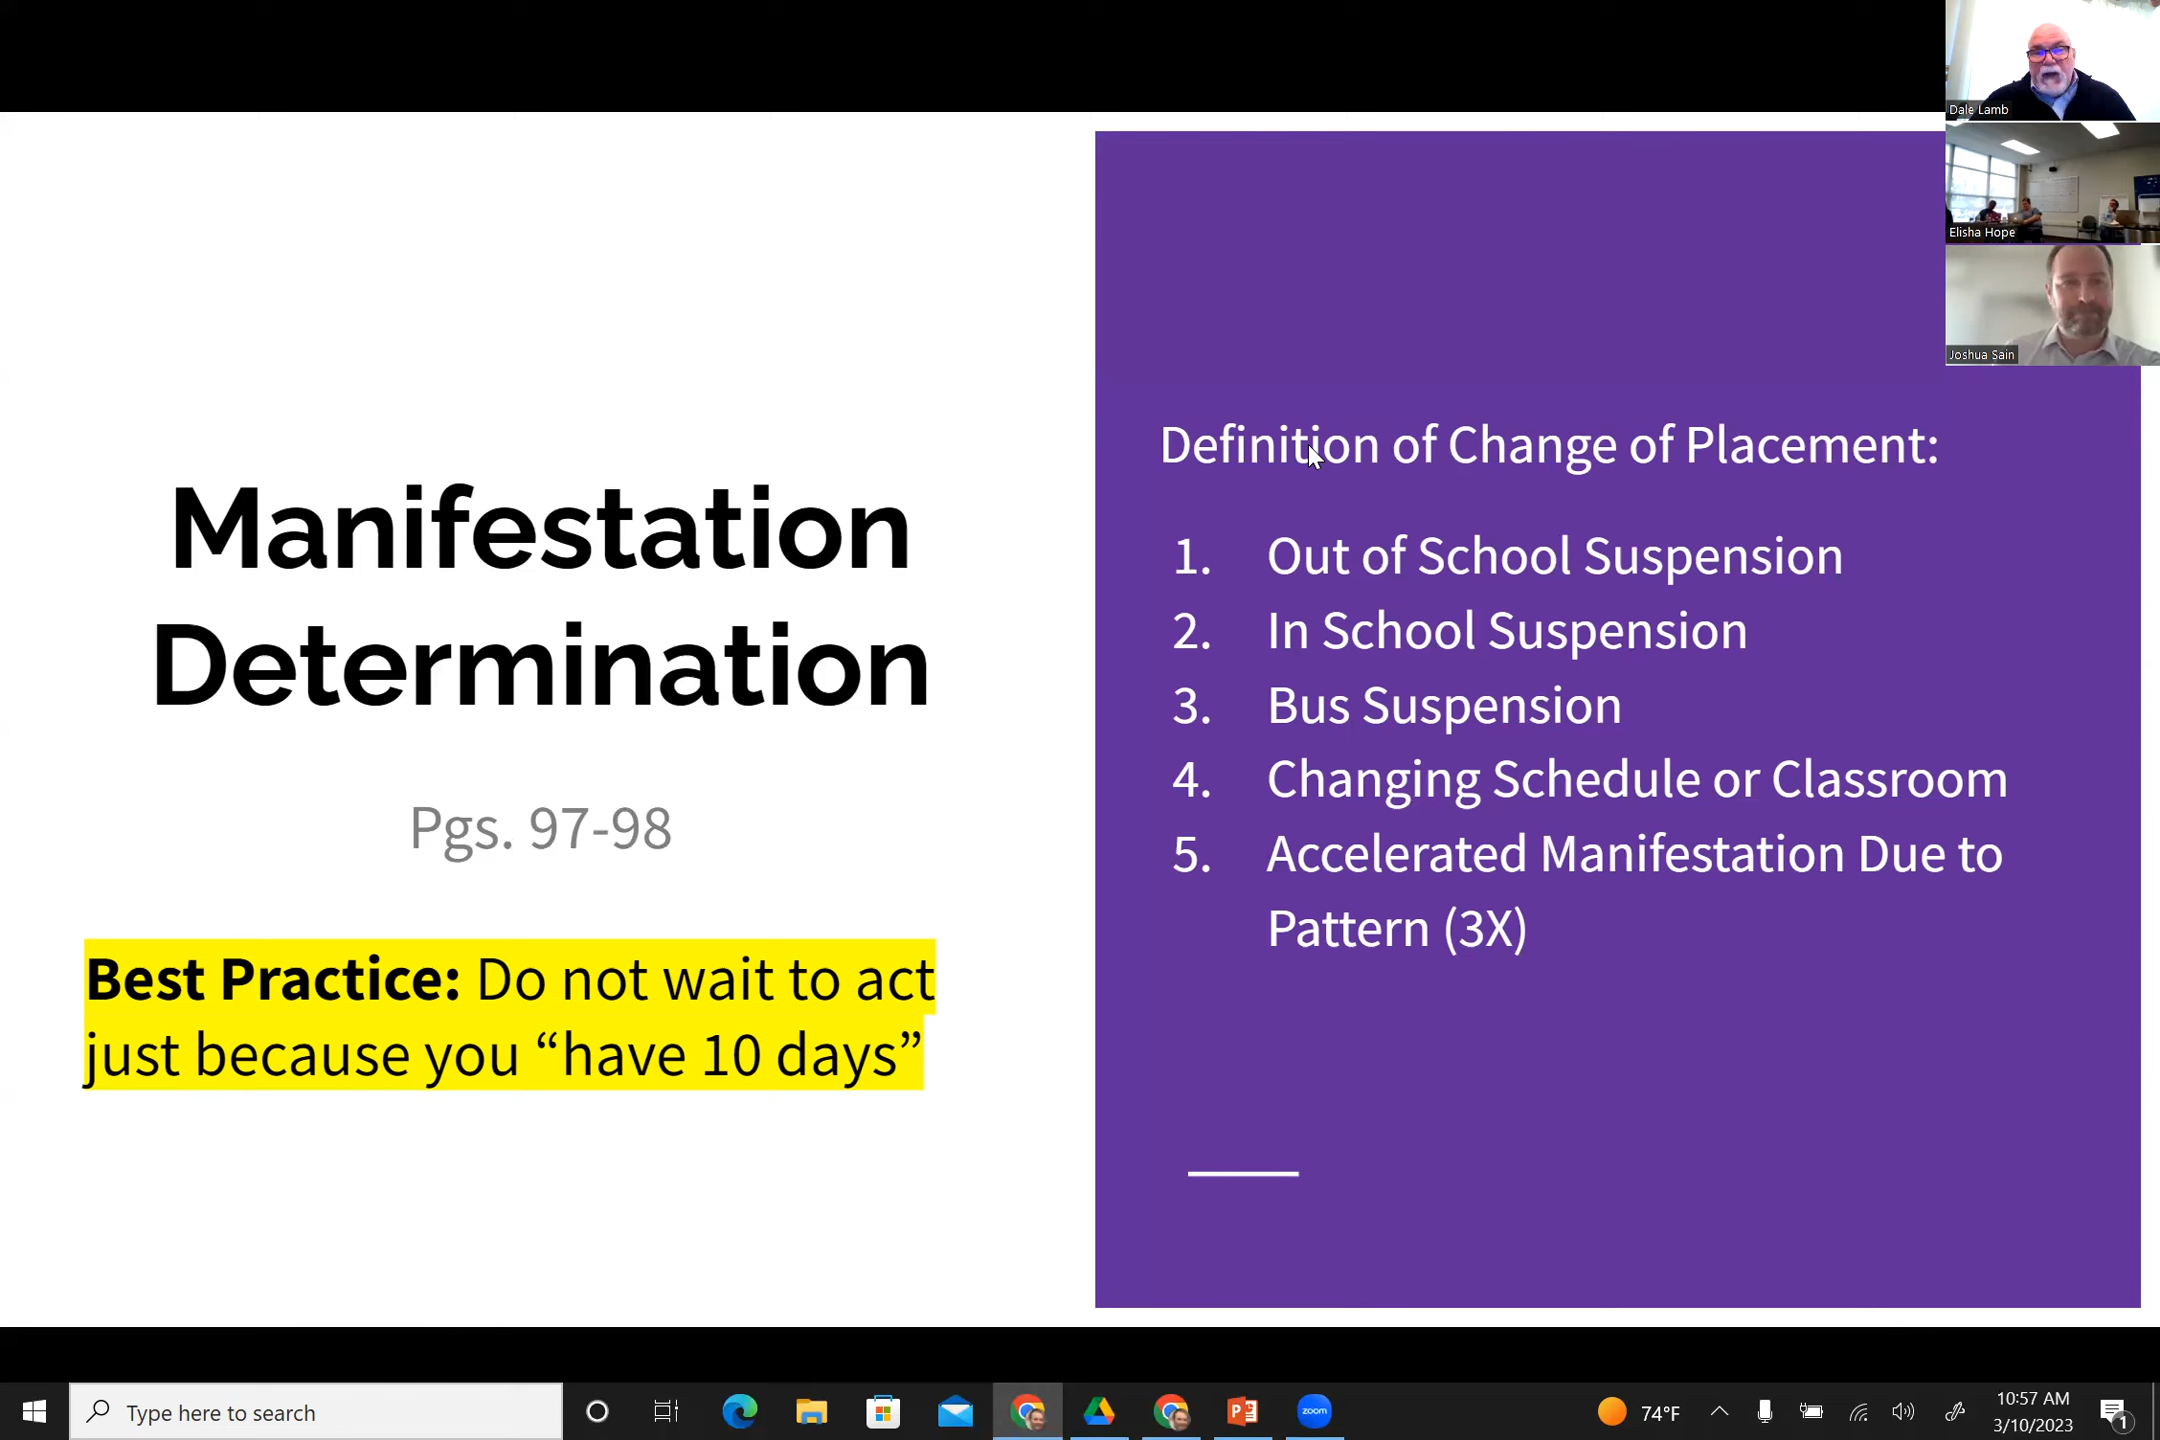 Manifestation
Determination
Pgs. 97-98
Best Practice: Do not wait to act
just because you “have 10 days”
Definition of Change of Placement:
1. Out of School Suspension
2. In School Suspension
3. Bus Suspension
4. Changing Schedule or Classroom
5. Accelerated Manifestation Due to
Pattern (3X)
Dale Lamb
Elisha Hope
Joshua Sain
Type here to search
zoom
74°F
10:57 AM
3/10/2023
1